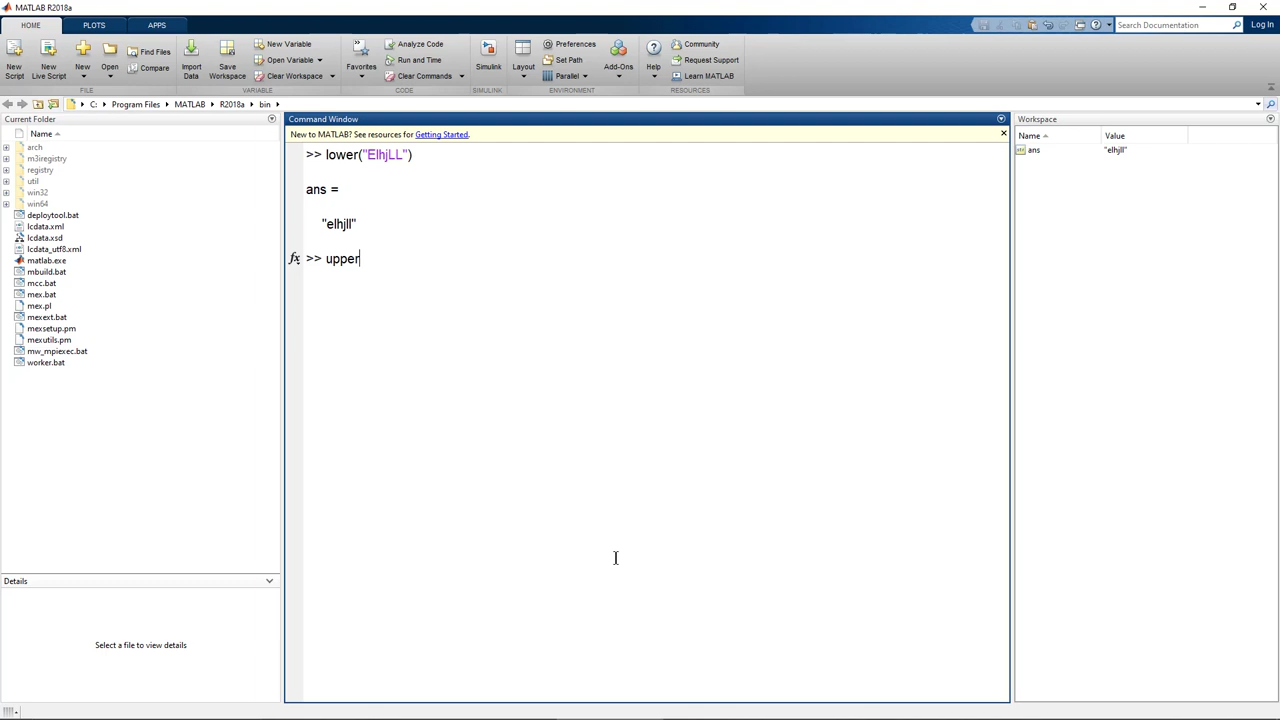 MATLAB R2018a
HOME PLOTS APPS
Search Documentation
Log In
New Script
New Live Script
New
Open
Find Files
Compare
FILE
Import Data
Save Workspace
New Variable
Open Variable
Clear Workspace
VARIABLE
Favorites
Analyze Code
Run and Time
Clear Commands
CODE
Simulink
SIMULINK
Layout
Preferences
Set Path
Parallel
Add-Ons
ENVIRONMENT
Help
Community
Request Support
Learn MATLAB
RESOURCES
C: Program Files MATLAB R2018a bin
Current Folder
Name
arch
m3iregistry
registry
util
win32
win64
deploytool.bat
lcdata.xml
lcdata.xsd
lcdata_utf8.xml
matlab.exe
mbuild.bat
mcc.bat
mex.bat
mex.pl
mexext.bat
mexsetup.pm
mexutils.pm
mw_mpiexec.bat
worker.bat
Details
Select a file to view details
Command Window
New to MATLAB? See resources for Getting Started.
>> lower("ElhjLL")
ans =
"elhjll"
fx >> upper
Workspace
Name Value
ans "elhjll"